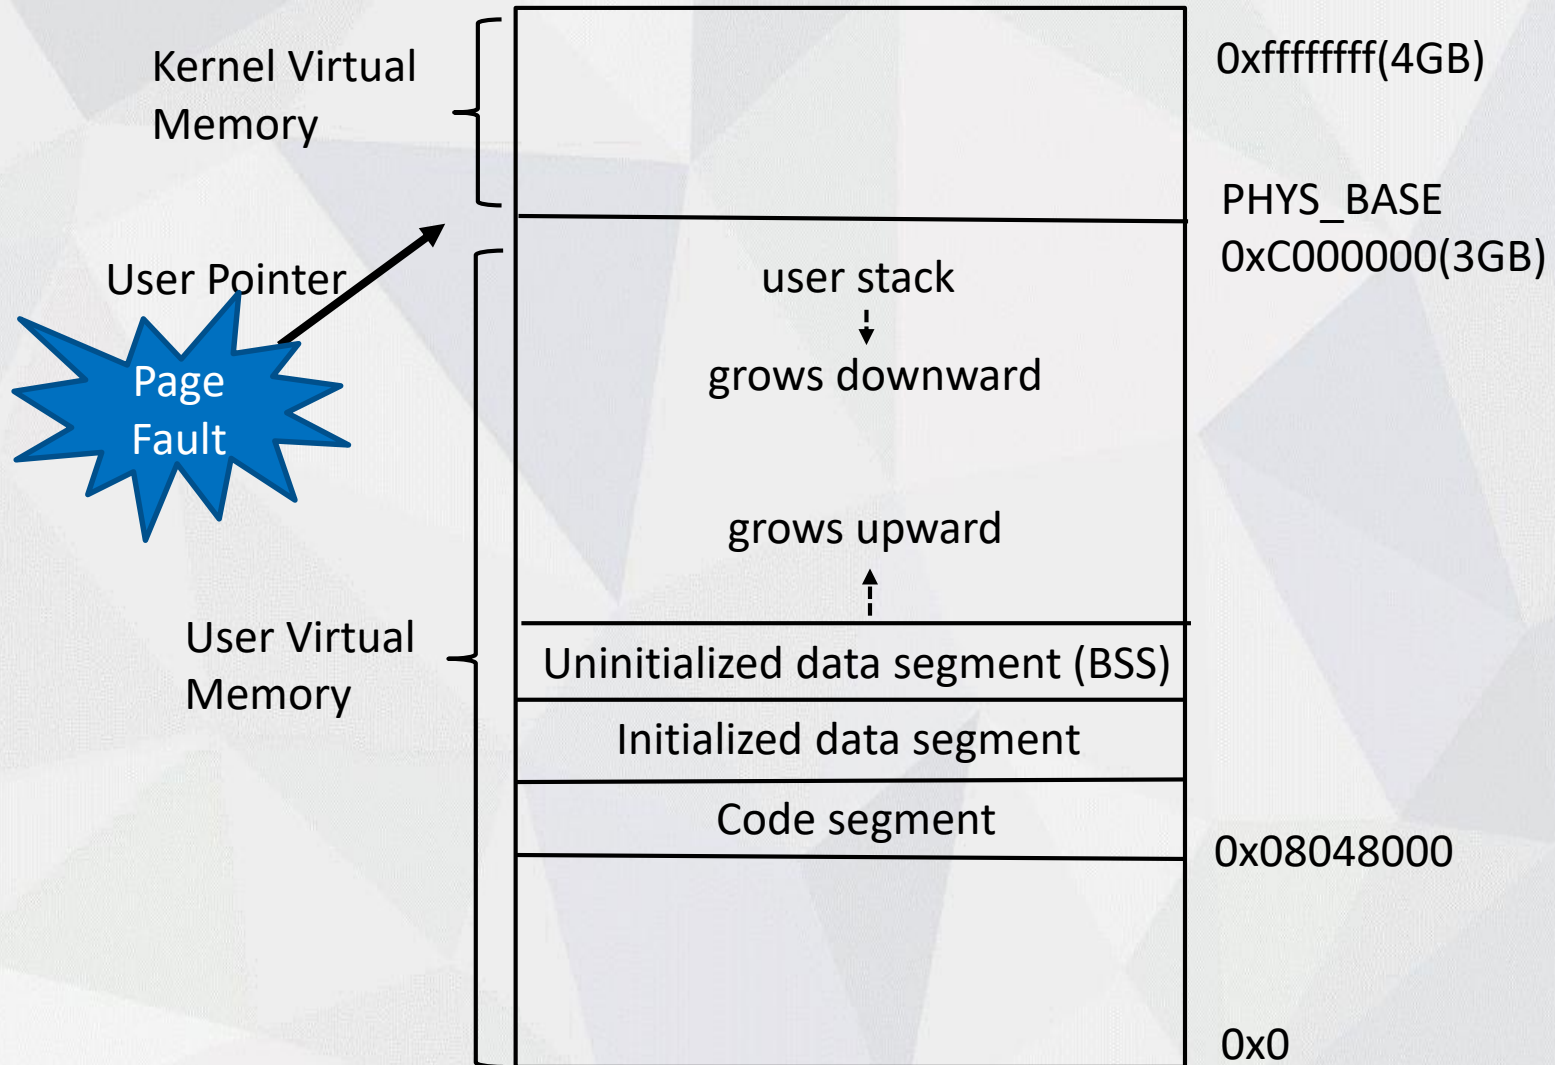 Kernel Virtual
Memory
0xffffffff(4GB)
PHYS_BASE
0xC000000(3GB)
User Pointer
Page
Fault
user stack
grows downward
grows upward
User Virtual
Memory
Uninitialized data segment (BSS)
Initialized data segment
Code segment
0x08048000
0x0